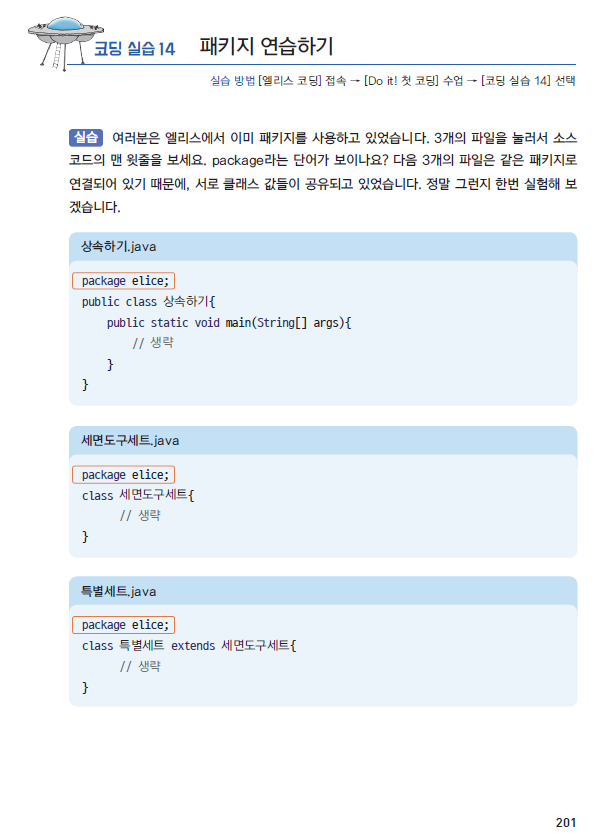 코딩 실습 14 패키지 연습하기
실습 방법 [엘리스 코딩] 접속 → [Do it! 첫 코딩] 수업 → [코딩 실습 14] 선택
실습 여러분은 엘리스에서 이미 패키지를 사용하고 있었습니다. 3개의 파일을 눌러서 소스
코드의 맨 윗줄을 보세요. package라는 단어가 보이나요? 다음 3개의 파일은 같은 패키지로
연결되어 있기 때문에, 서로 클래스 값들이 공유되고 있었습니다. 정말 그런지 한번 실험해 보
겠습니다.
상속하기.java
package elice;
public class 상속하기{
public static void main(String[] args){
// 생략
}
}
세면도구세트.java
package elice;
class 세면도구세트{
// 생략
}
특별세트.java
package elice;
class 특별세트 extends 세면도구세트{
// 생략
}
201